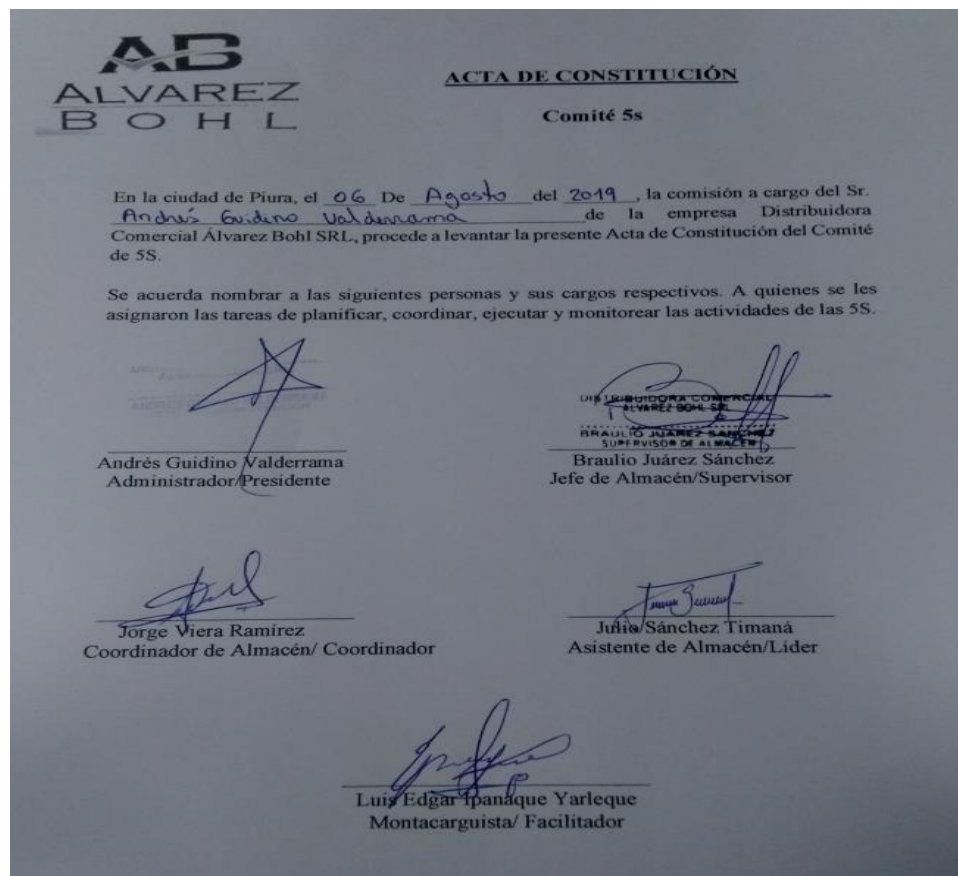 AB
ALVAREZ
BOHL
ACTA DE CONSTITUCIÓN
Comité 5s
En la ciudad de Piura, el 06 De Agosto del 2019, la comisión a cargo del Sr.
Andrés Guidino Valderrama de la empresa Distribuidora
Comercial Álvarez Bohl SRL, procede a levantar la presente Acta de Constitución del Comité
de 5S.
Se acuerda nombrar a las siguientes personas y sus cargos respectivos. A quienes se les
asignaron las tareas de planificar, coordinar, ejecutar y monitorear las actividades de las 5S.
Andrés Guidino Valderrama
Administrador/Presidente
DISTRIBUIDORA COMERCIAL
ALVAREZ BOHL SRL
BRAULIO JUAREZ SANCHEZ
SUPERVISOR DE ALMACEN
Braulio Juárez Sánchez
Jefe de Almacén/Supervisor
Jorge Viera Ramírez
Coordinador de Almacén/ Coordinador
Julio Sánchez Timaná
Asistente de Almacén/Líder
Luis Edgar Ipanaque Yarleque
Montacarguista/ Facilitador